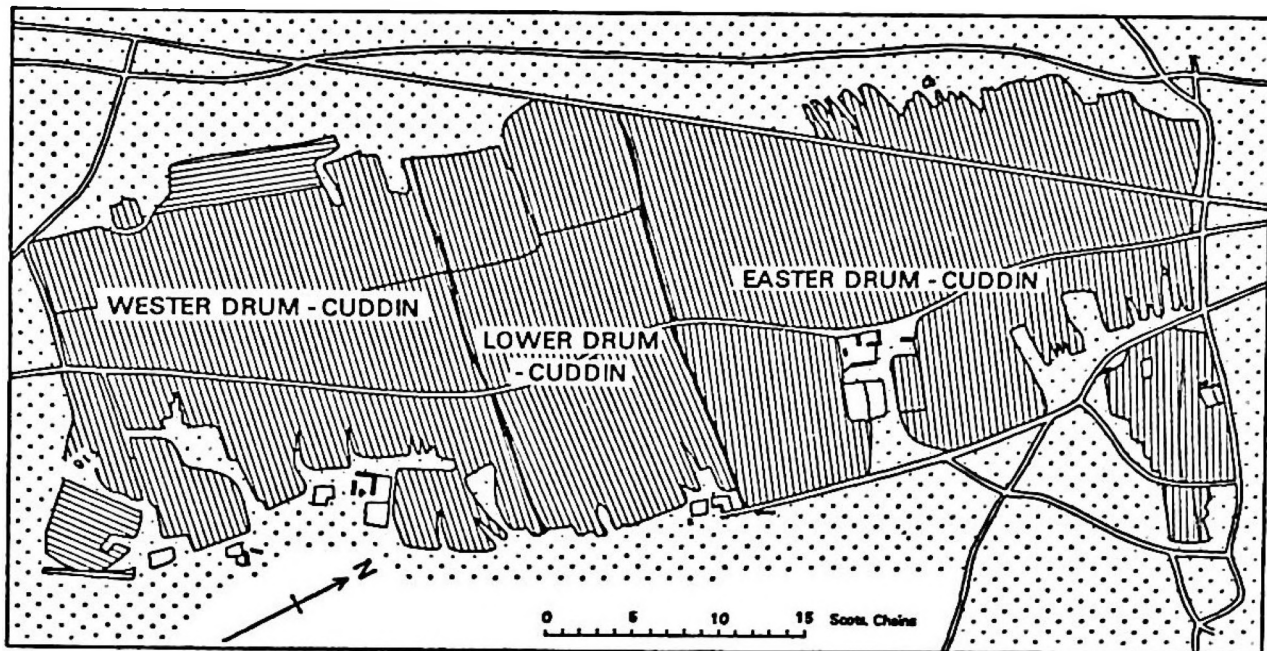 EASTER DRUM - CUDDIN
WESTER DRUM - CUDDIN
LOWER DRUM
- CUDDIN
N
0 5 10 15 Scots. Chains